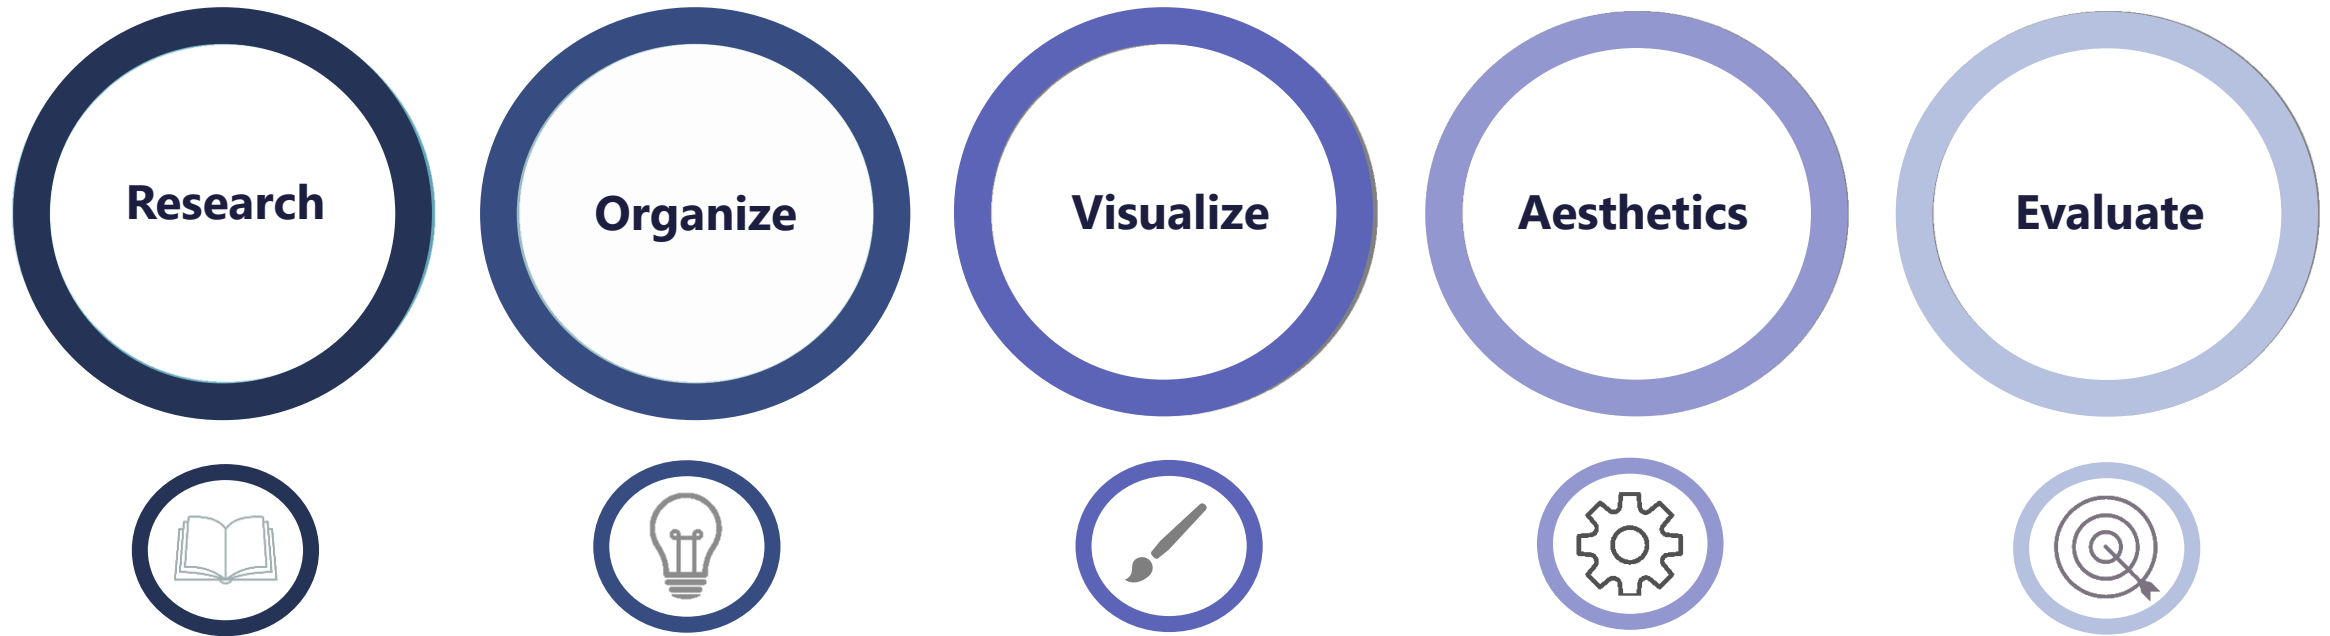 Research
Organize
Visualize
Aesthetics
Evaluate